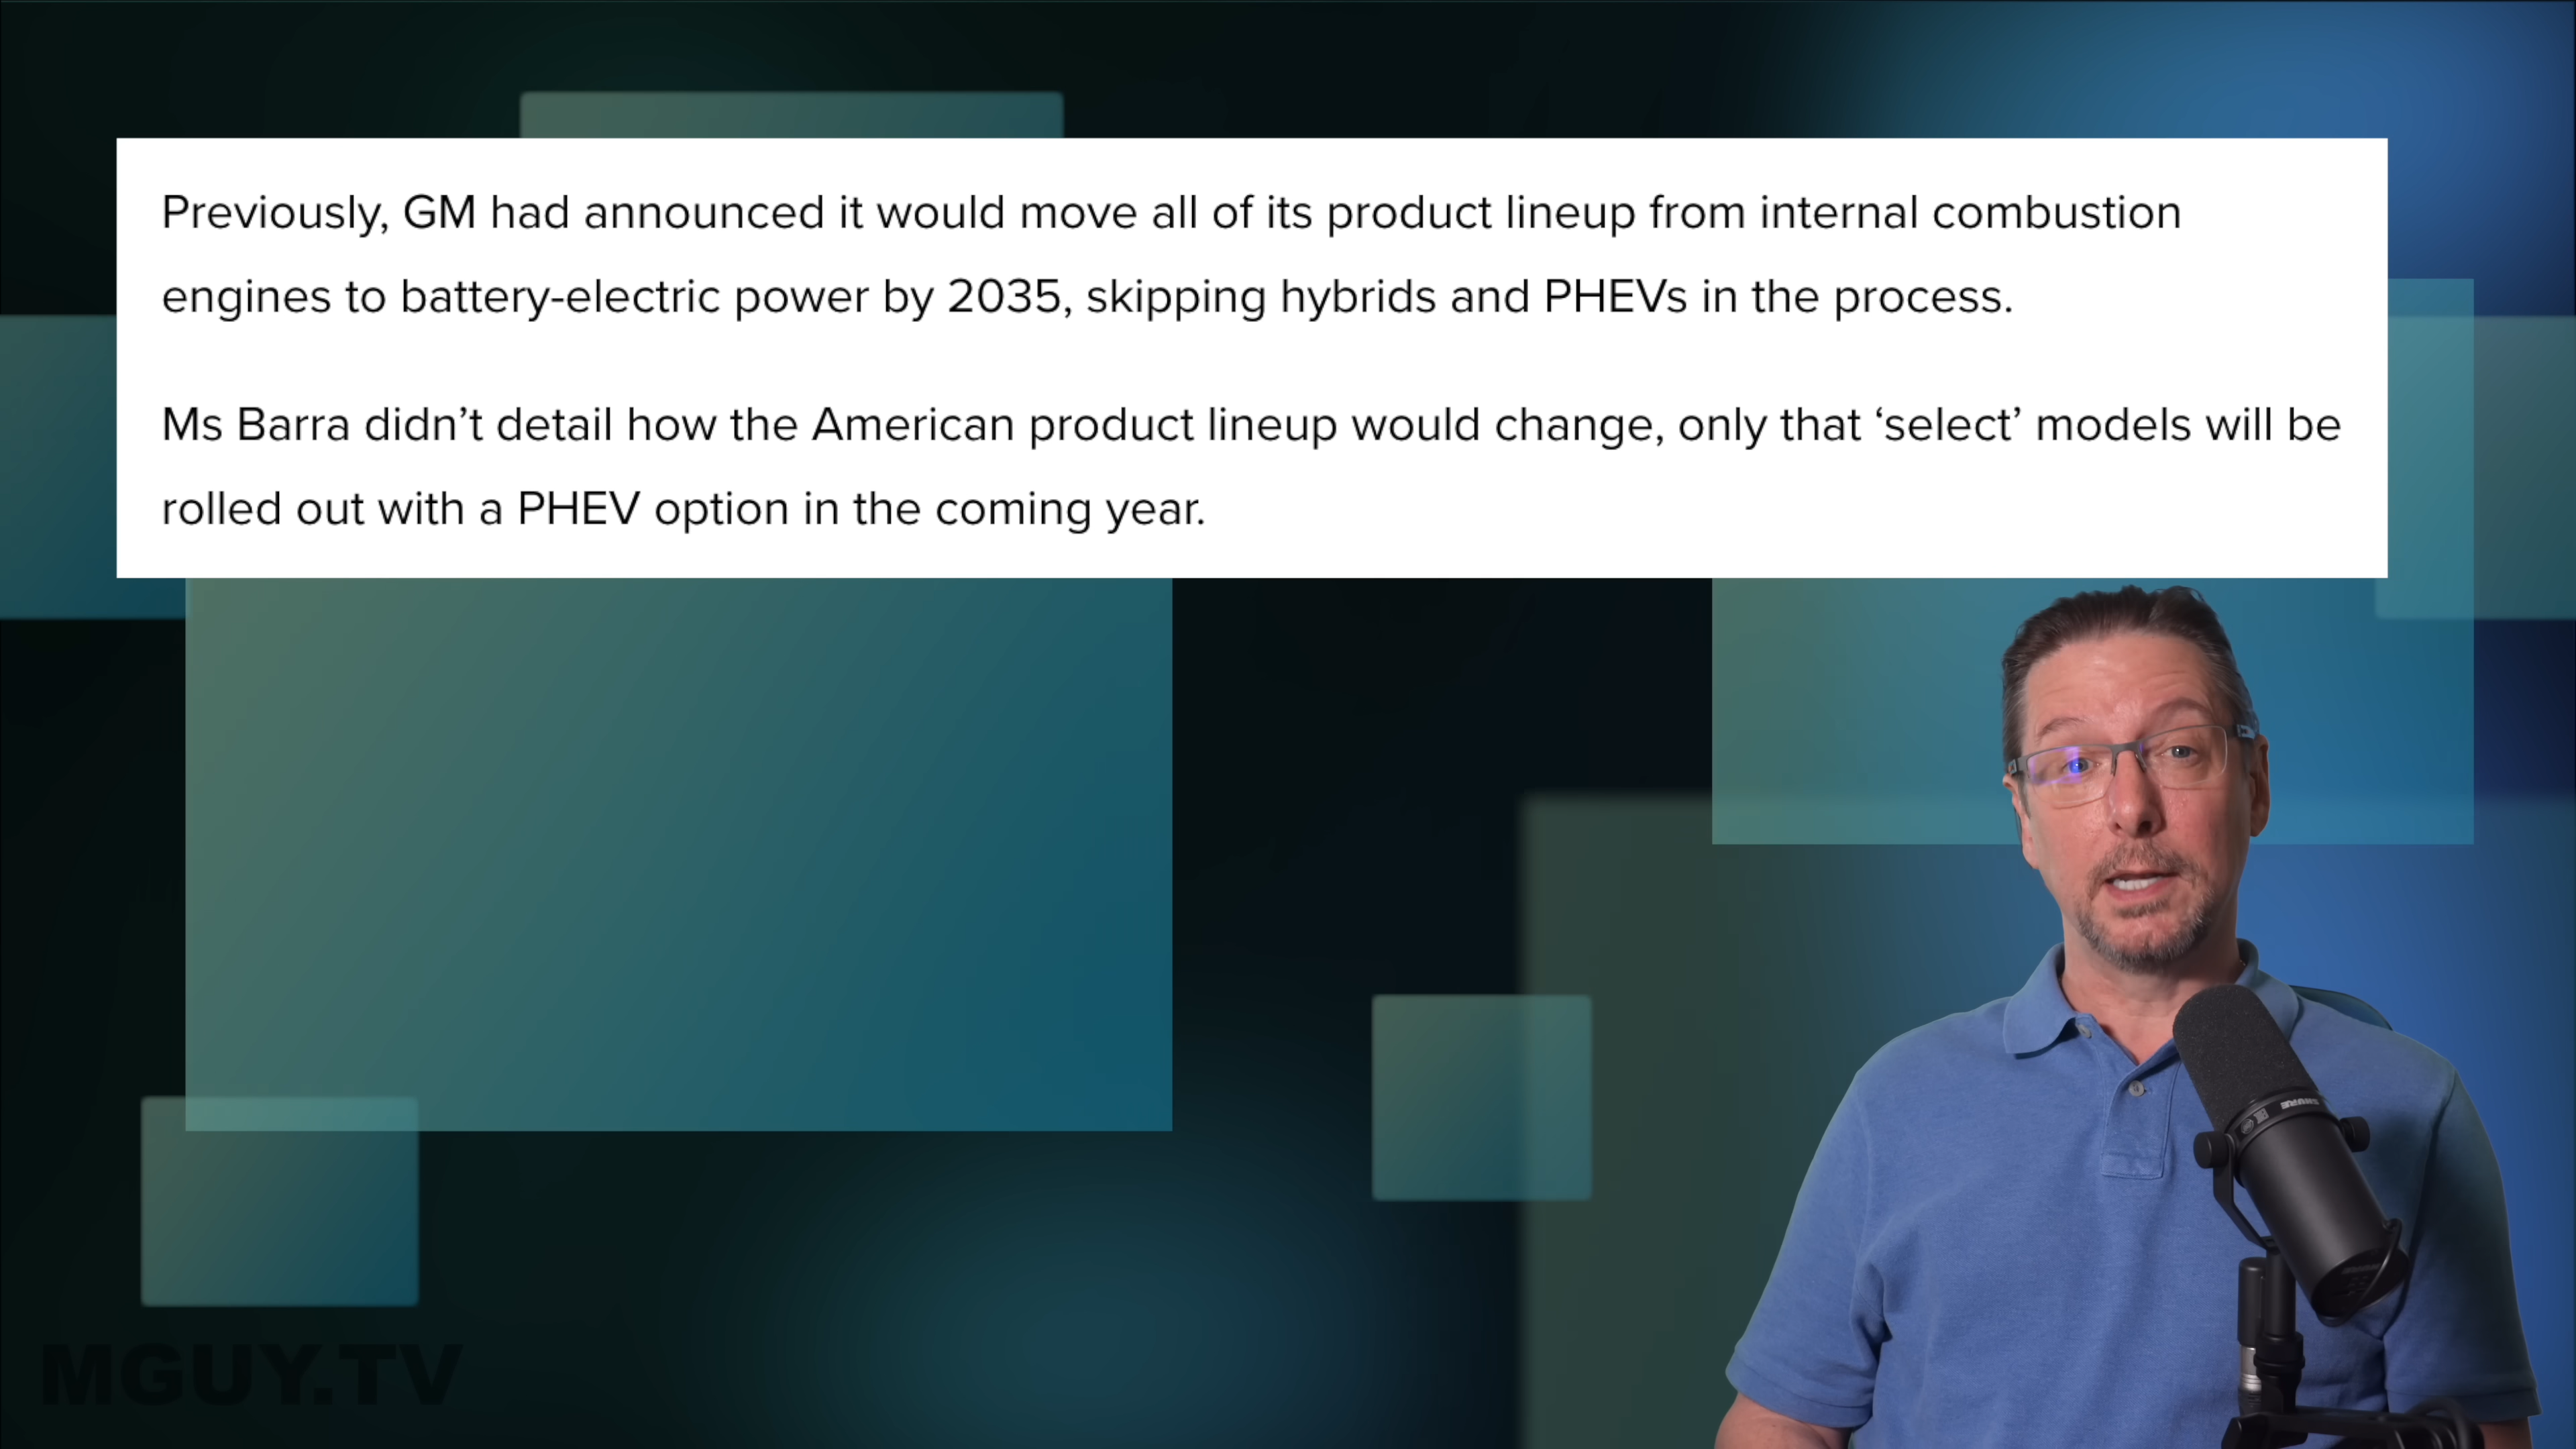 Previously, GM had announced it would move all of its product lineup from internal combustion
engines to battery-electric power by 2035, skipping hybrids and PHEVs in the process.
Ms Barra didn’t detail how the American product lineup would change, only that ‘select’ models will be
rolled out with a PHEV option in the coming year.
SHURE
MGUY.TV